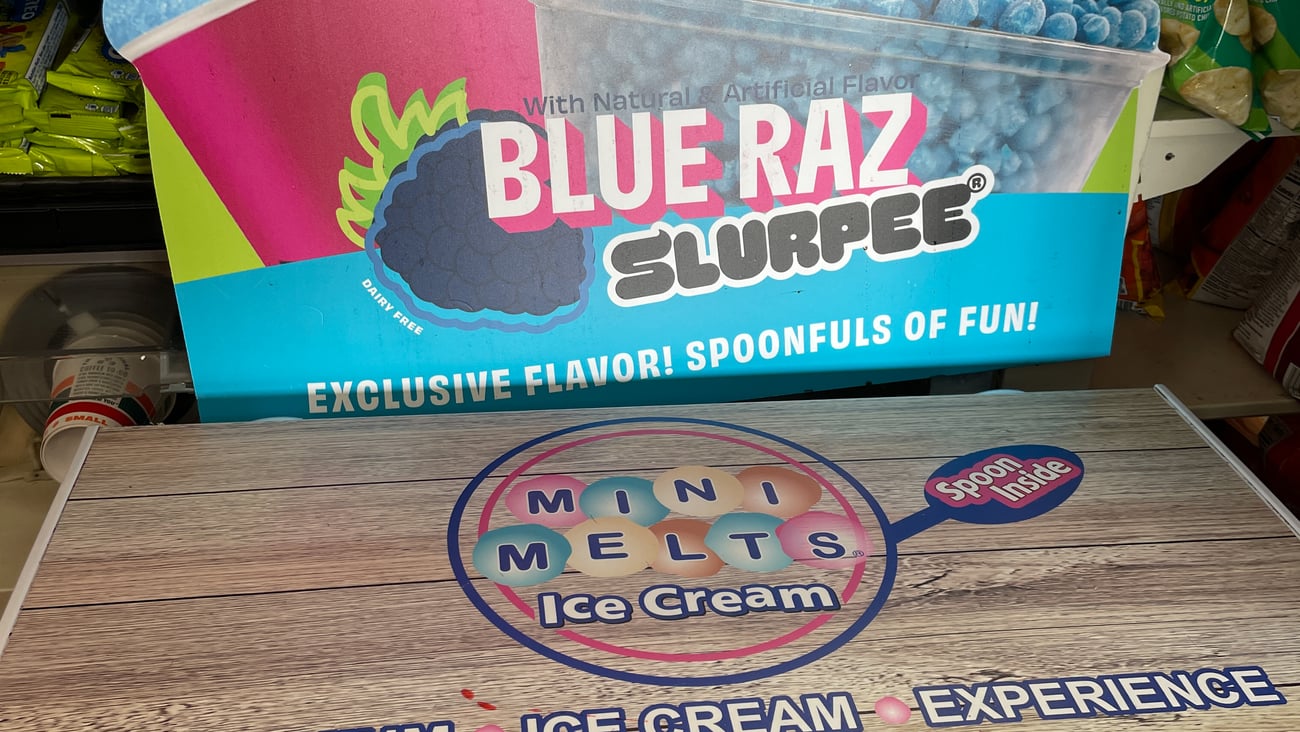 With Natural & Artificial Flavor
BLUE RAZ
SLURPEE®
DAIRY FREE
EXCLUSIVE FLAVOR! SPOONFULS OF FUN!
MINI
MELTS®
Ice Cream
Spoon
Inside
ICE CREAM • EXPERIENCE
SMALL